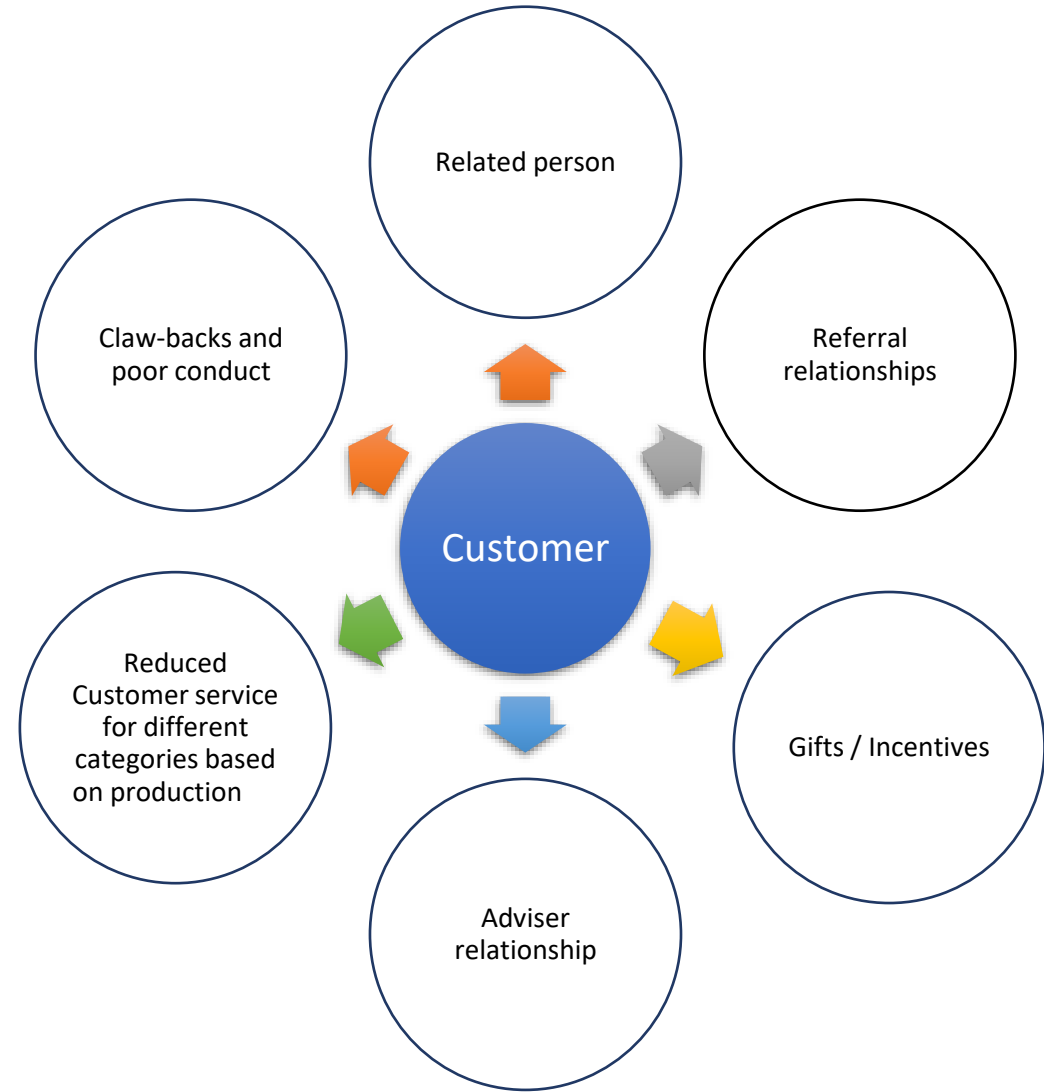 Related person
Claw-backs and
poor conduct
Referral
relationships
Customer
Reduced
Customer service
for different
categories based
on production
Gifts / Incentives
Adviser
relationship